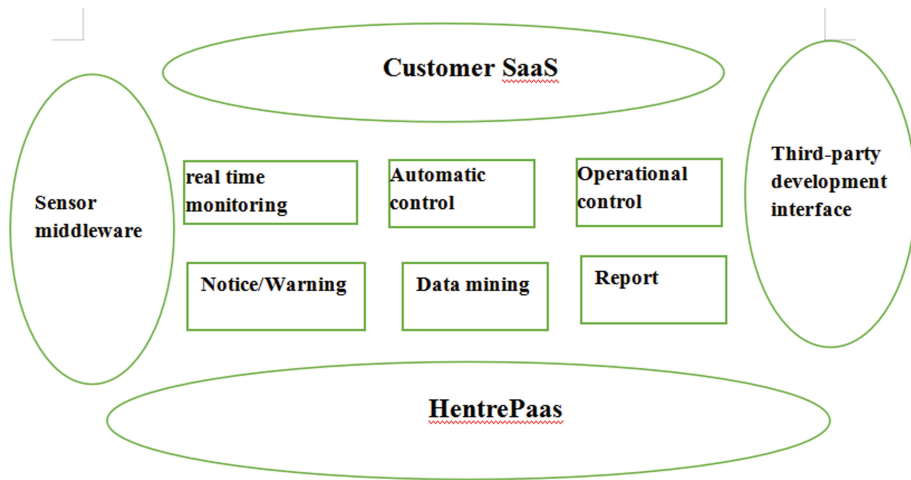 Customer SaaS
Sensor
middleware
real time
monitoring
Automatic
control
Operational
control
Third-party
development
interface
Notice/Warning
Data mining
Report
HentrePaas